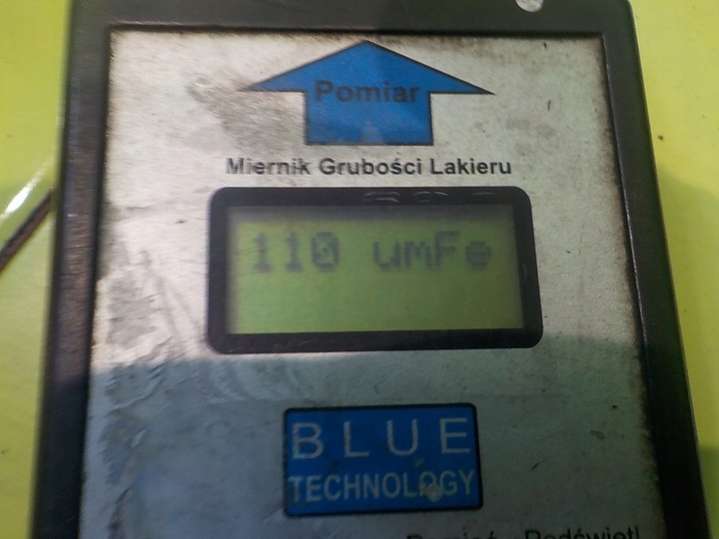 Pomiar
Miernik Grubości Lakieru
110 umFe
BLUE
TECHNOLOGY